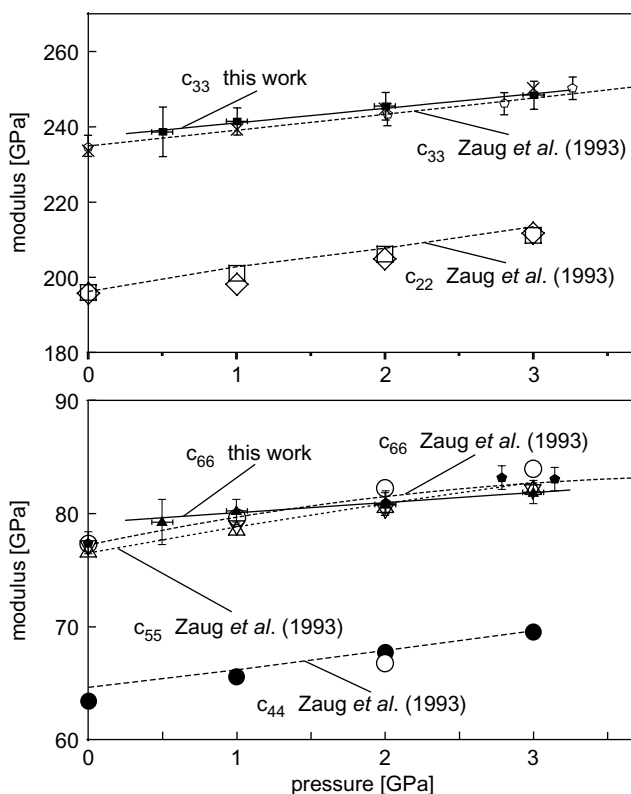 260
c33 this work
240
modulus [GPa]
c33 Zaug et al. (1993)
220
200
c22 Zaug et al. (1993)
180
0 1 2 3
90
c66 Zaug et al. (1993)
c66 this work
80
modulus [GPa]
c55 Zaug et al. (1993)
70
c44 Zaug et al. (1993)
60
0 1 2 3
pressure [GPa]